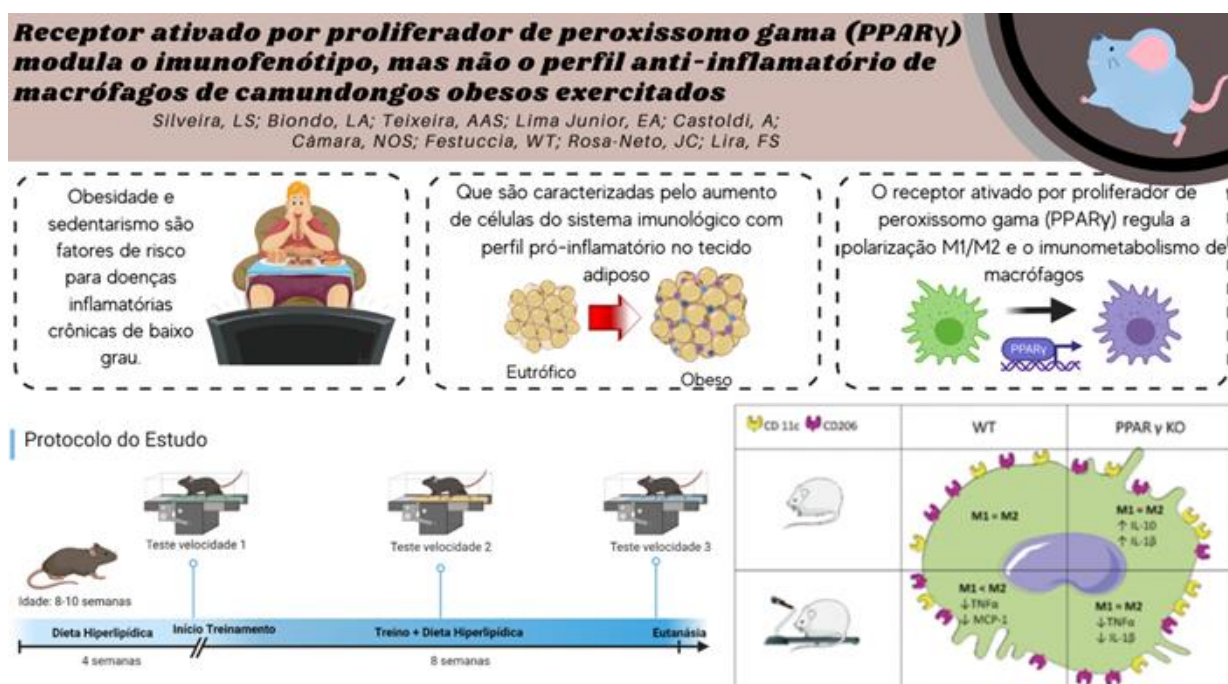 Receptor ativado por proliferador de peroxissomo gama (PPARγ)
modula o imunofenótipo, mas não o perfil anti-inflamatório de
macrófagos de camundongos obesos exercitados
Silveira, LS; Biondo, LA; Teixeira, AAS; Lima Junior, EA; Castoldi, A;
Câmara, NOS; Festuccia, WT; Rosa-Neto, JC; Lira, FS
Obesidade e
sedentarismo são
fatores de risco
para doenças
inflamatórias
crônicas de baixo
grau.
Que são caracterizadas pelo aumento
de células do sistema imunológico com
perfil pró-inflamatório no tecido
adiposo
Eutrófico
Obeso
O receptor ativado por proliferador de
peroxissomo gama (PPARγ) regula a
polarização M1/M2 e o imunometabolismo de
macrófagos
PPARγ
Protocolo do Estudo
Teste velocidade 1
Teste velocidade 2
Teste velocidade 3
Idade: 8-10 semanas
Dieta Hiperlipídica
Início Treinamento
Treino + Dieta Hiperlipídica
Eutanásia
4 semanas
8 semanas
CD 11c CD206
WT
PPAR γ KO
M1 = M2
M1 = M2
↑ IL-10
↑ IL-1β
M1 < M2
↓TNFα
↓ MCP-1
M1 = M2
↓TNFα
↓ IL-1β